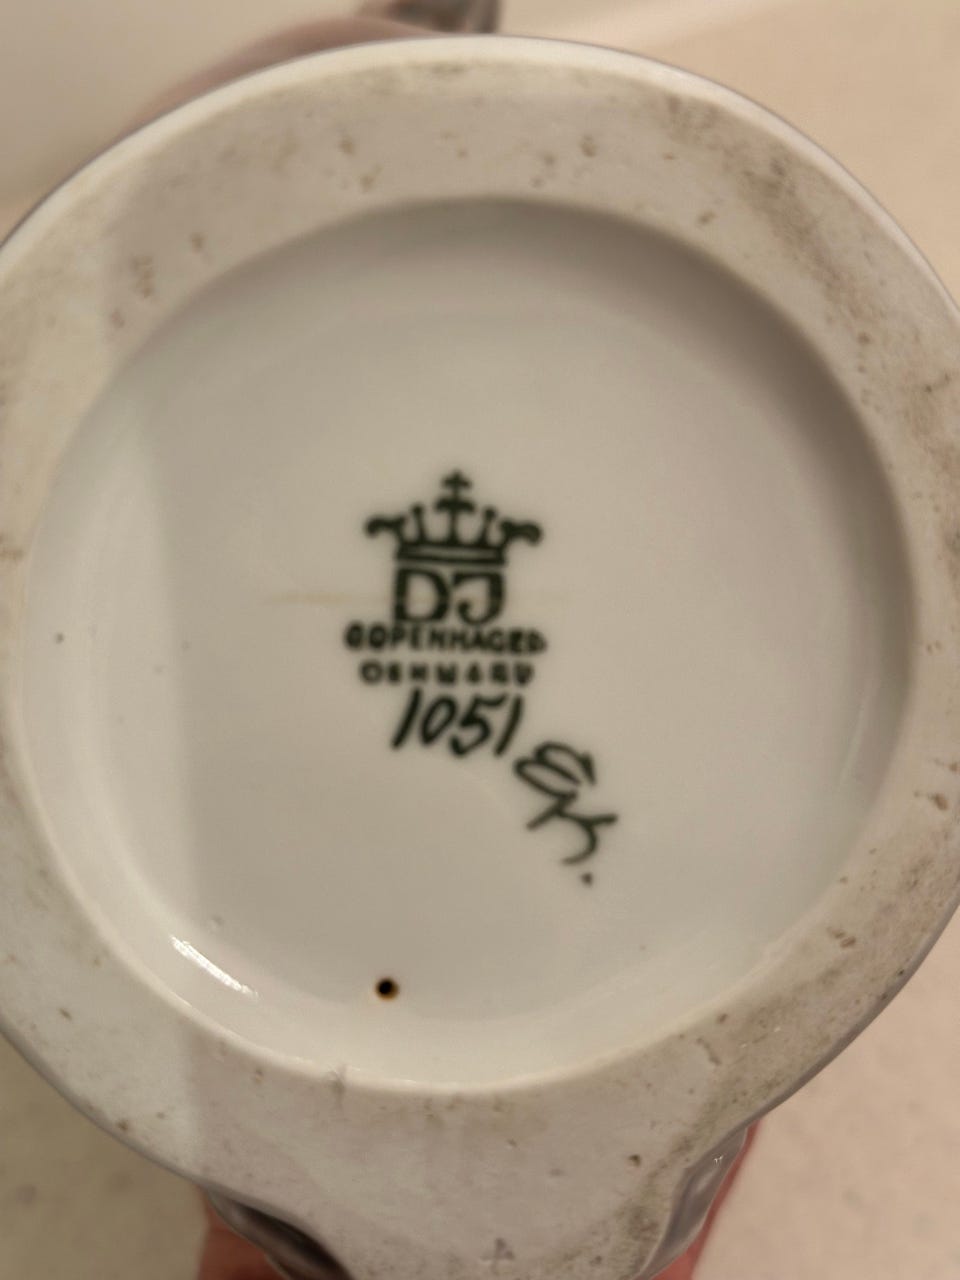 DJ
COPENHAGEN
DENMARK
1051